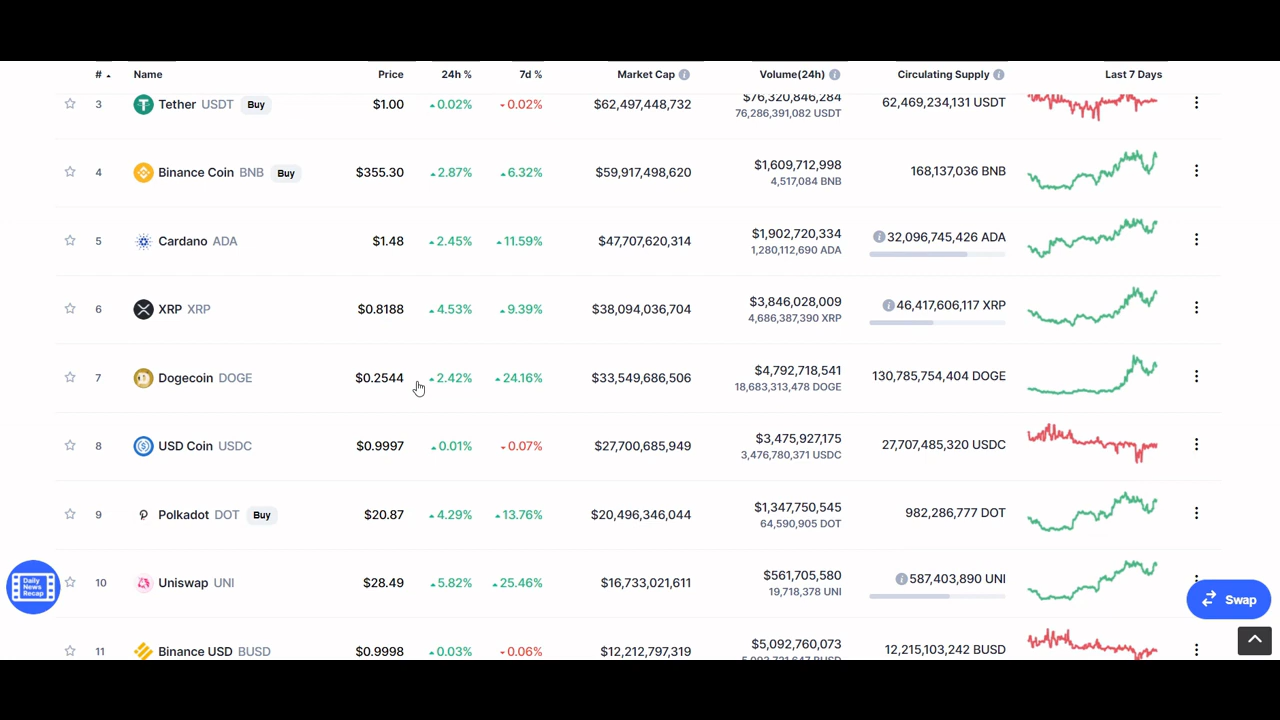 # Name Price 24h % 7d % Market Cap Volume(24h) Circulating Supply Last 7 Days
3 Tether USDT Buy $1.00 0.02% 0.02% $62,497,448,732 $76,320,846,284 62,469,234,131 USDT
76,286,391,082 USDT
4 Binance Coin BNB Buy $355.30 2.87% 6.32% $59,917,498,620 $1,609,712,998 168,137,036 BNB
4,517,084 BNB
5 Cardano ADA $1.48 2.45% 11.59% $47,707,620,314 $1,902,720,334 32,096,745,426 ADA
1,280,112,690 ADA
6 XRP XRP $0.8188 4.53% 9.39% $38,094,036,704 $3,846,028,009 46,417,606,117 XRP
4,686,387,390 XRP
7 Dogecoin DOGE $0.2544 2.42% 24.16% $33,549,686,506 $4,792,718,541 130,785,754,404 DOGE
18,683,313,478 DOGE
8 USD Coin USDC $0.9997 0.01% 0.07% $27,700,685,949 $3,475,927,175 27,707,485,320 USDC
3,476,780,371 USDC
9 Polkadot DOT Buy $20.87 4.29% 13.76% $20,496,346,044 $1,347,750,545 982,286,777 DOT
64,590,905 DOT
10 Uniswap UNI $28.49 5.82% 25.46% $16,733,021,611 $561,705,580 587,403,890 UNI
19,718,378 UNI
Daily
News
Recap
Swap
11 Binance USD BUSD $0.9998 0.03% 0.06% $12,212,797,319 $5,092,760,073 12,215,103,242 BUSD